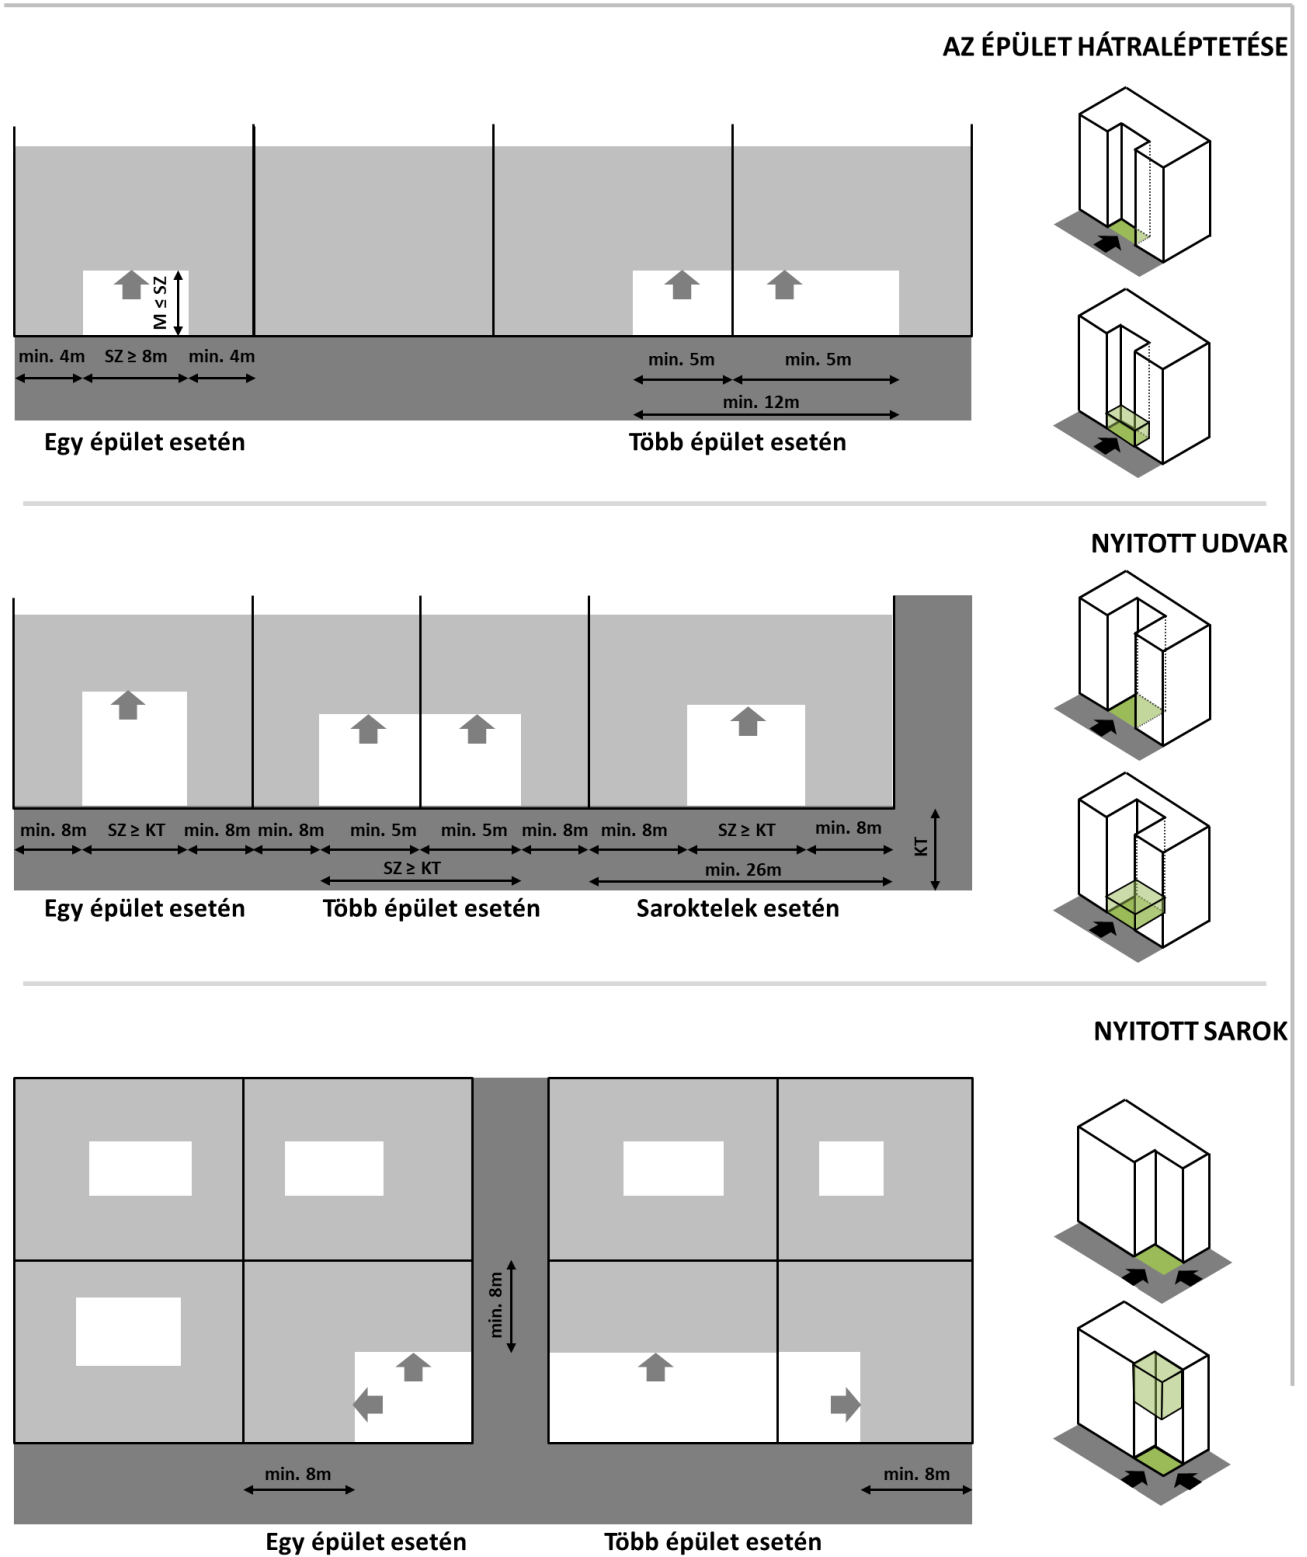 AZ ÉPÜLET HÁTRALÉPTETÉSE
M ≤ SZ
min. 4m SZ ≥ 8m min. 4m
min. 5m min. 5m
min. 12m
Egy épület esetén Több épület esetén
NYITOTT UDVAR
min. 8m SZ ≥ KT min. 8m min. 8m min. 5m min. 5m min. 8m min. 8m SZ ≥ KT min. 8m
KT
SZ ≥ KT min. 26m
Egy épület esetén Több épület esetén Saroktelek esetén
NYITOTT SAROK
min. 8m
min. 8m min. 8m
Egy épület esetén Több épület esetén